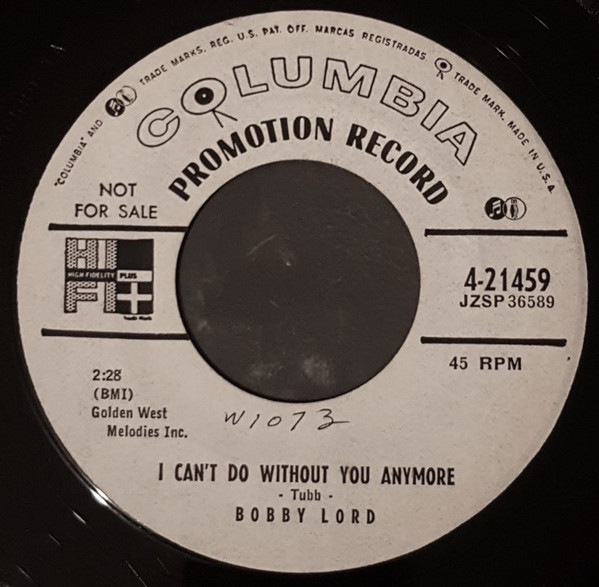 "COLUMBIA" AND TRADE MARKS, REG. U.S. PAT. OFF. MARCAS REGISTRADAS TRADE MARK, MADE IN U.S.A.
COLUMBIA
PROMOTION RECORD
NOT
FOR SALE
HI
HIGH FIDELITY PLUS
FI
Trade Mark
4-21459
JZSP 36589
45 RPM
2:28
(BMI)
Golden West
Melodies Inc.
W1073
I CAN'T DO WITHOUT YOU ANYMORE
- Tubb -
BOBBY LORD